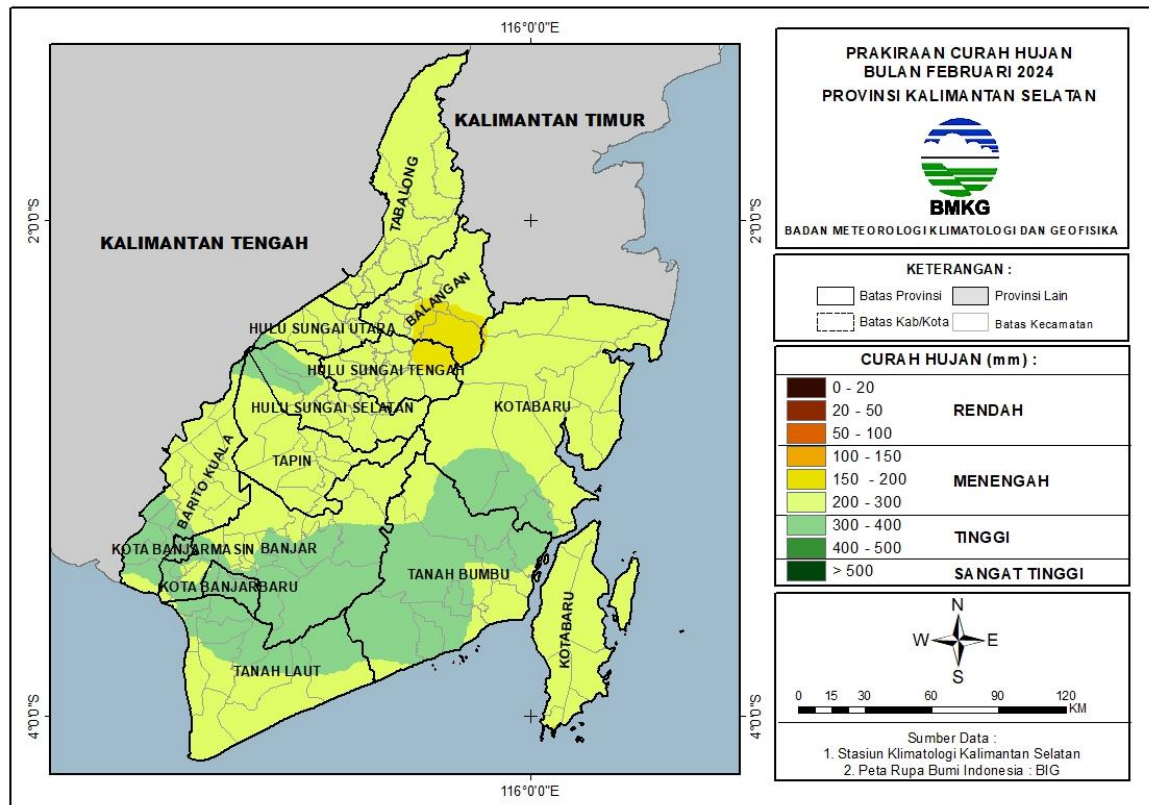 116°0'0"E
KALIMANTAN TIMUR
TABALONG
2°0'0"S
2°0'0"S
KALIMANTAN TENGAH
BALANGAN
HULU SUNGAI UTARA
HULU SUNGAI TENGAH
HULU SUNGAI SELATAN
KOTABARU
TAPIN
BARITO KUALA
KOTA BANJARMASIN
BANJAR
KOTA BANJARBARU
TANAH BUMBU
KOTABARU
TANAH LAUT
4°0'0"S
4°0'0"S
116°0'0"E
PRAKIRAAN CURAH HUJAN
BULAN FEBRUARI 2024
PROVINSI KALIMANTAN SELATAN
BMKG
BADAN METEOROLOGI KLIMATOLOGI DAN GEOFISIKA
KETERANGAN :
Batas Provinsi Provinsi Lain
Batas Kab/Kota Batas Kecamatan
CURAH HUJAN (mm) :
0 - 20
20 - 50 RENDAH
50 - 100
100 - 150
150 - 200 MENENGAH
200 - 300
300 - 400
400 - 500 TINGGI
> 500 SANGAT TINGGI
N
W E
S
0 15 30 60 90 120
KM
Sumber Data :
1. Stasiun Klimatologi Kalimantan Selatan
2. Peta Rupa Bumi Indonesia : BIG